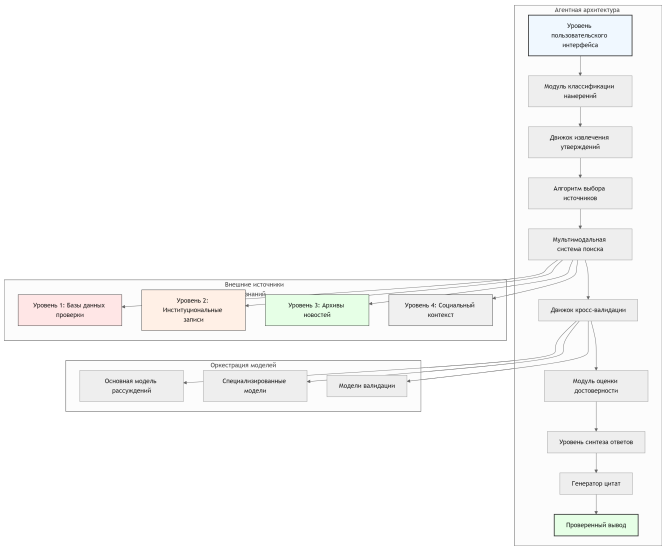 Агентная архитектура
Уровень
пользовательского
интерфейса
Модуль классификации
намерений
Движок извлечения
утверждений
Алгоритм выбора
источников
Мультимодальная
система поиска
Внешние источники
знаний
Уровень 1: Базы данных
проверки
Уровень 2:
Институциональные
записи
Уровень 3: Архивы
новостей
Уровень 4: Социальный
контекст
Движок кросс-валидации
Оркестрация моделей
Основная модель
рассуждений
Специализированные
модели
Модели валидации
Модуль оценки
достоверности
Уровень синтеза ответов
Генератор цитат
Проверенный вывод